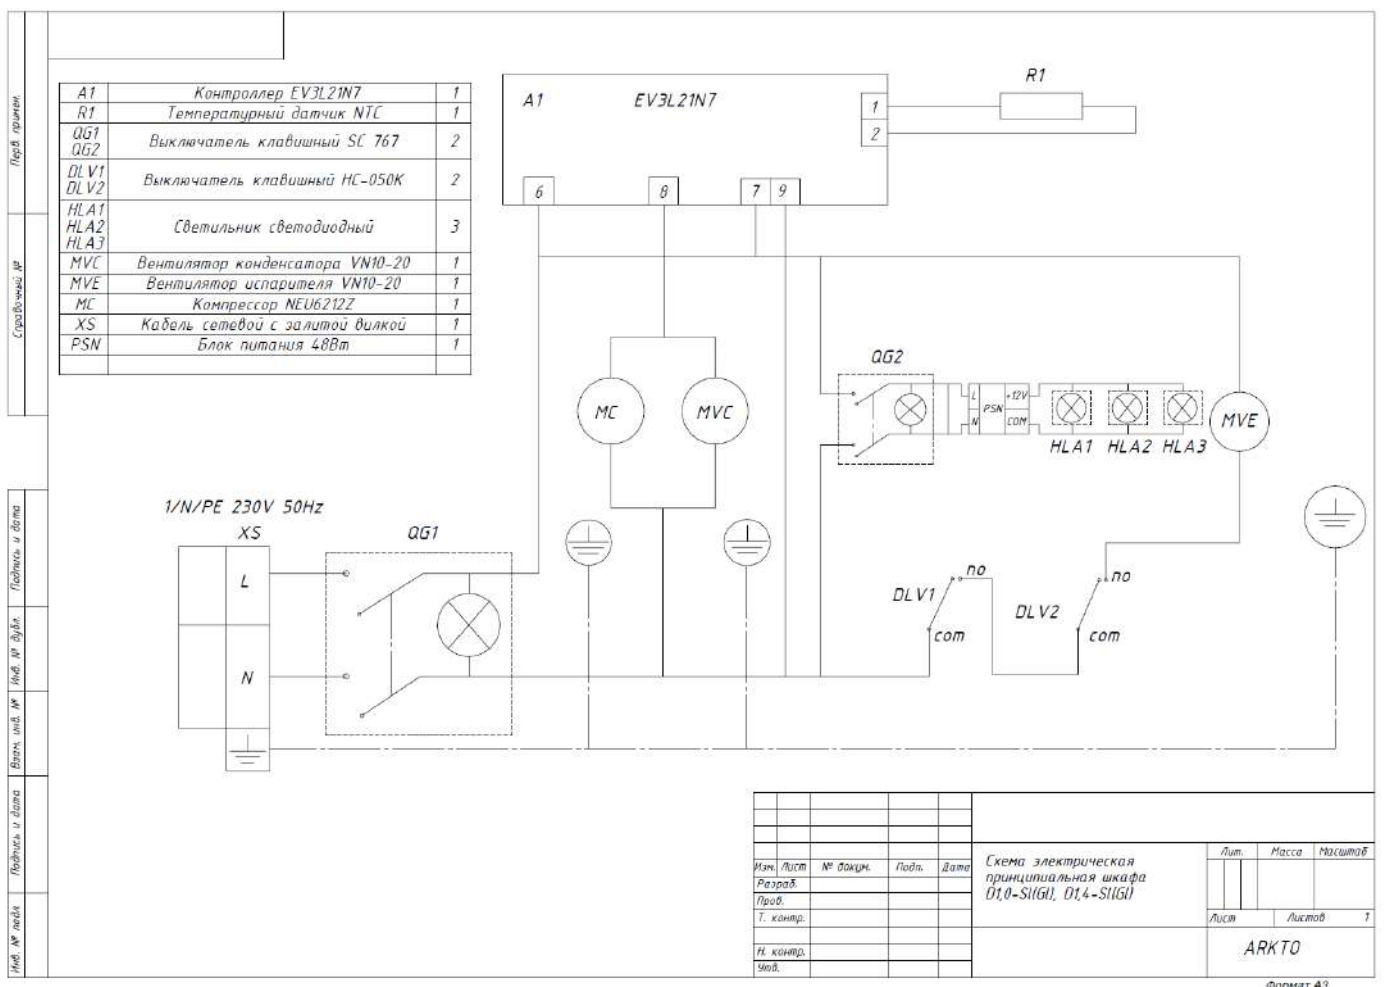 Перв. примен.
Справочный №
Подпись и дата
Инв. № дубл.
Взам. инв. №
Подпись и дата
Инв. № подл.
A1 Контроллер EV3L21N7 1
R1 Температурный датчик NTC 1
QG1
QG2 Выключатель клавишный SC 767 2
DLV1
DLV2 Выключатель клавишный HC-050K 2
HLA1
HLA2 Светильник светодиодный 3
HLA3
MVC Вентилятор конденсатора VN10-20 1
MVE Вентилятор испарителя VN10-20 1
MC Компрессор NEU6212Z 1
XS Кабель сетевой с залитой вилкой 1
PSN Блок питания 48Вт 1
A1 EV3L21N7
1
2
6 8 7 9
R1
QG2
MC MVC
L PSN +12V
N COM
HLA1 HLA2 HLA3
MVE
1/N/PE 230V 50Hz
XS
QG1
L
N
DLV1 no
com
DLV2 no
com
Изм. Лист № докум. Подп. Дата
Разраб.
Пров.
Т. контр.
Н. контр.
Утв.
Схема электрическая
принципиальная шкафа
D1,0-Sl(Gl), D1,4-Sl(Gl)
Лит. Масса Масштаб
Лист Листов 1
ARKTO
Формат А3